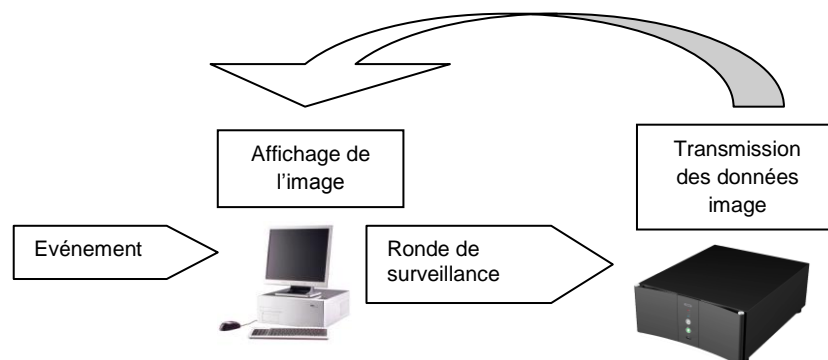 Affichage de
l'image
Transmission
des données
image
Evénement
Ronde de
surveillance